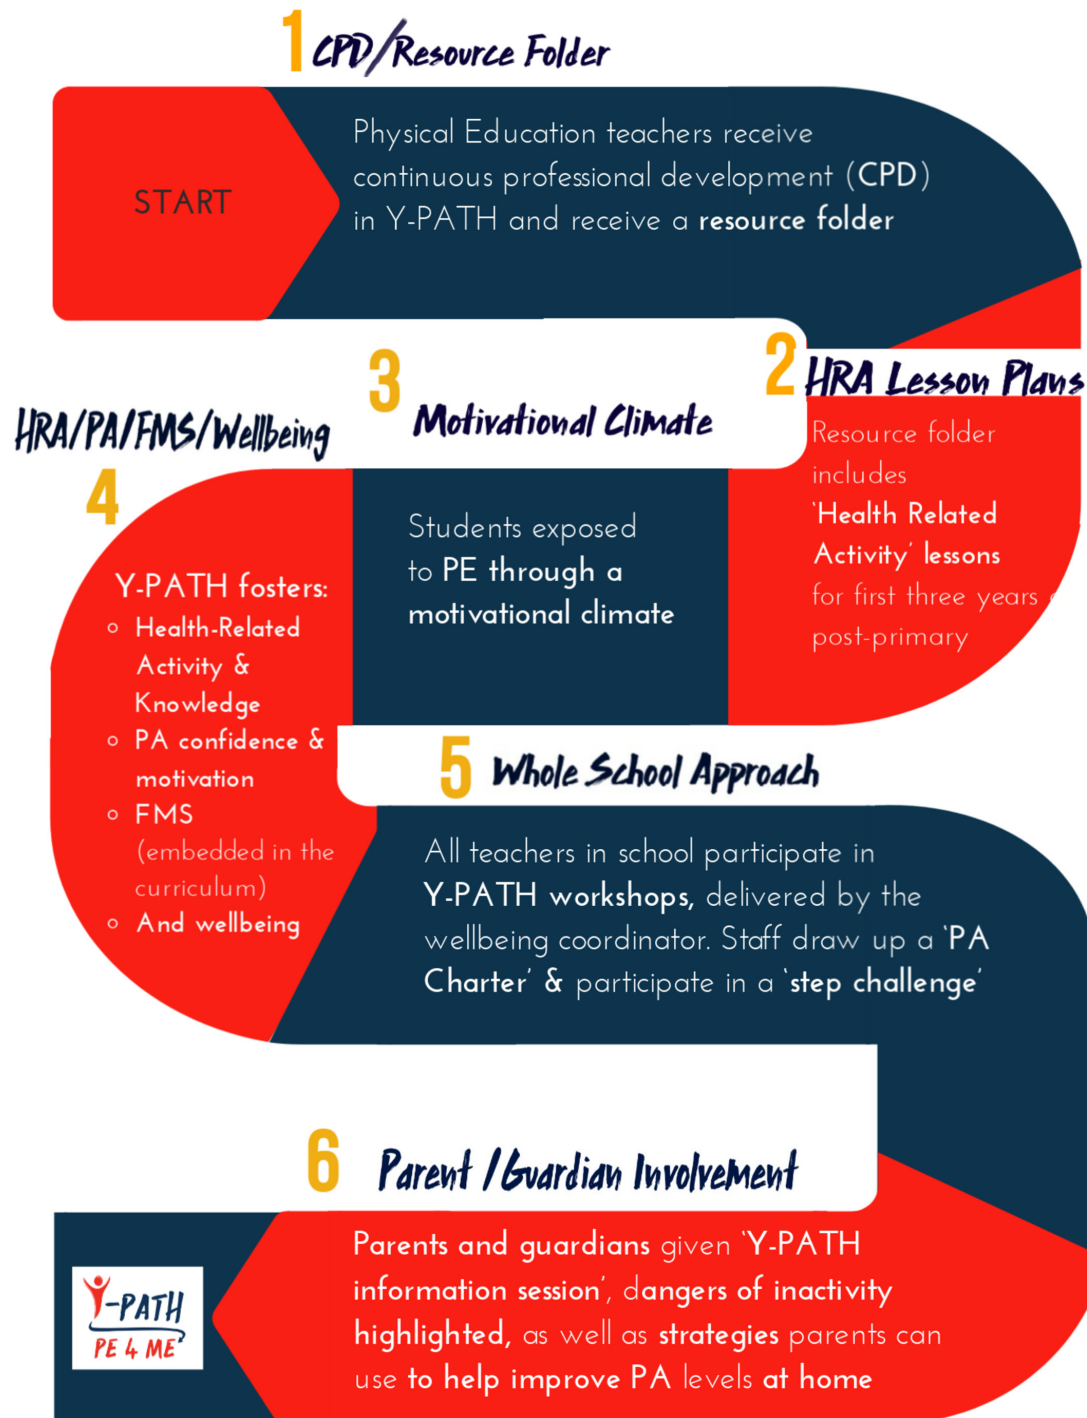 1 CPD/Resource Folder
START
Physical Education teachers receive
continuous professional development (CPD)
in Y-PATH and receive a resource folder
2 HRA Lesson Plans
Resource folder
includes
‘Health Related
Activity’ lessons
for first three years
post-primary
3 Motivational Climate
Students exposed
to PE through a
motivational climate
HRA/PA/FMS/Wellbeing
4
Y-PATH fosters:
◦ Health-Related
Activity &
Knowledge
◦ PA confidence &
motivation
◦ FMS
(embedded in the
curriculum)
◦ And wellbeing
5 Whole School Approach
All teachers in school participate in
Y-PATH workshops, delivered by the
wellbeing coordinator. Staff draw up a ‘PA
Charter’ & participate in a ‘step challenge’
6 Parent /Guardian Involvement
Parents and guardians given ‘Y-PATH
information session’, dangers of inactivity
highlighted, as well as strategies parents can
use to help improve PA levels at home
Y-PATH
PE 4 ME